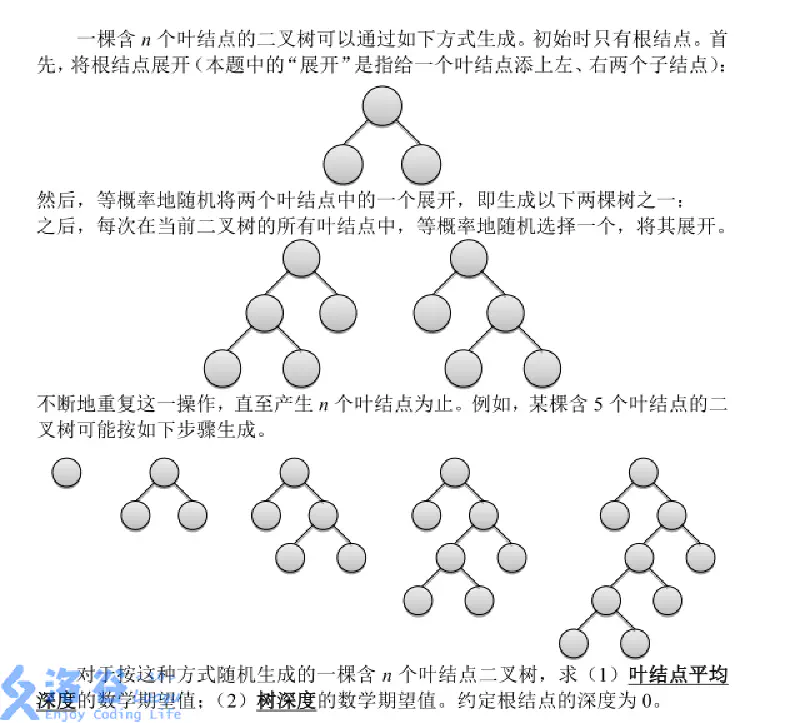 一棵含 n 个叶结点的二叉树可以通过如下方式生成。初始时只有根结点。首
先，将根结点展开（本题中的“展开”是指给一个叶结点添上左、右两个子结点）：
然后，等概率地随机将两个叶结点中的一个展开，即生成以下两棵树之一：
之后，每次在当前二叉树的所有叶结点中，等概率地随机选择一个，将其展开。
不断地重复这一操作，直至产生 n 个叶结点为止。例如，某棵含 5 个叶结点的二
叉树可能按如下步骤生成。
对于按这种方式随机生成的一棵含 n 个叶结点二叉树，求（1）叶结点平均
深度的数学期望值；（2）树深度的数学期望值。约定根结点的深度为 0。
洛谷
Enjoy Coding Life